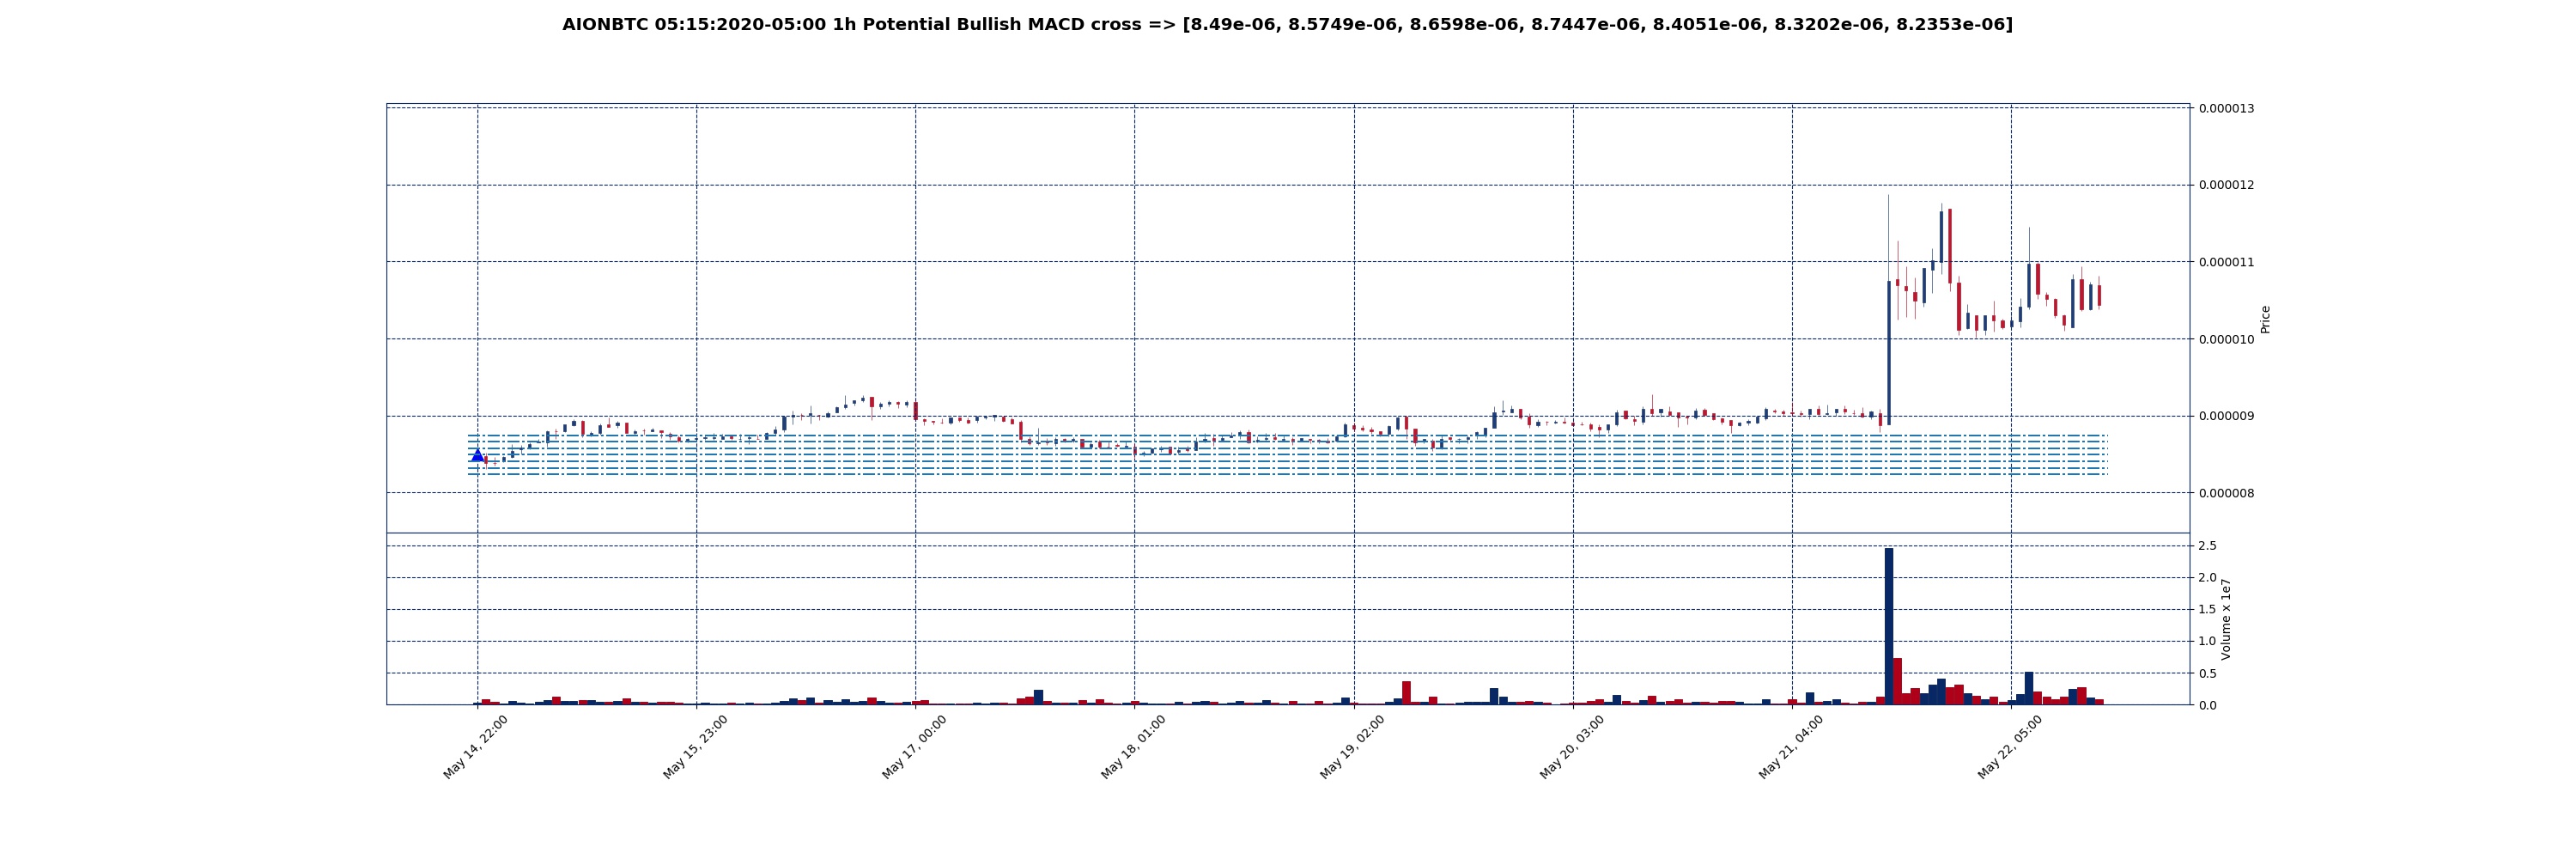 AIONBTC 05:15:2020-05:00 1h Potential Bullish MACD cross => [8.49e-06, 8.5749e-06, 8.6598e-06, 8.7447e-06, 8.4051e-06, 8.3202e-06, 8.2353e-06]
0.000013
0.000012
0.000011
0.000010
0.000009
0.000008
Price
2.5
2.0
1.5
1.0
0.5
0.0
Volume x 1e7
May 14, 22:00
May 15, 23:00
May 17, 00:00
May 18, 01:00
May 19, 02:00
May 20, 03:00
May 21, 04:00
May 22, 05:00